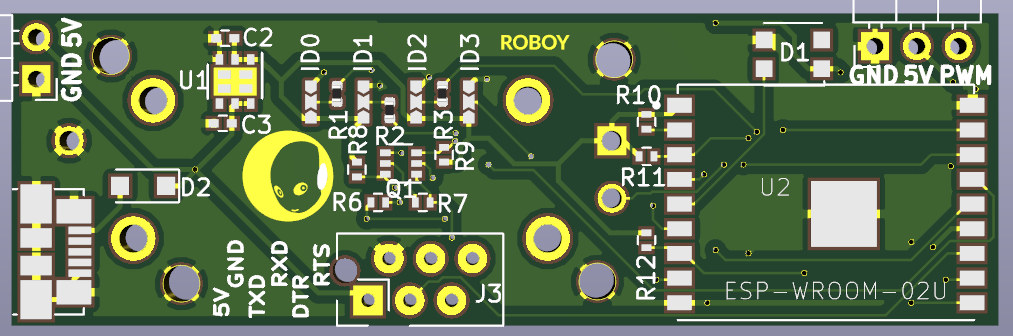 GND 5V
C2
U1
C3
ID0
ID1
ID2
ID3
ROBOY
D1
GND 5V PWM
R1
R2
R3
R8
R9
R10
R11
D2
R6
Q1
R7
U2
R12
ESP-WROOM-02U
5V
GND
TXD
RXD
DTR
RTS
J3